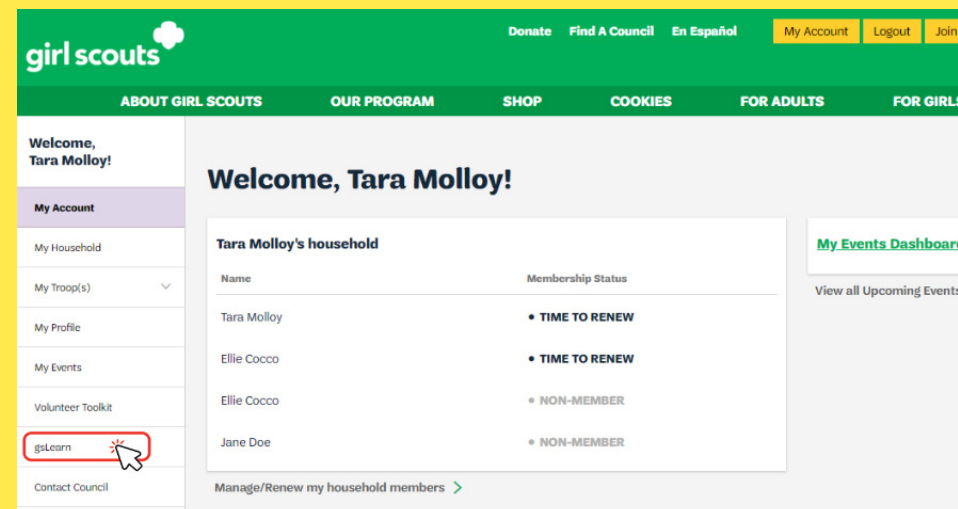 girl scouts
Donate Find A Council En Español My Account Logout Join
ABOUT GIRL SCOUTS OUR PROGRAM SHOP COOKIES FOR ADULTS FOR GIRLS
Welcome,
Tara Molloy!
My Account
My Household
My Troop(s)
My Profile
My Events
Volunteer Toolkit
gsLearn
Contact Council
Welcome, Tara Molloy!
Tara Molloy's household
Name Membership Status
Tara Molloy • TIME TO RENEW
Ellie Cocco • TIME TO RENEW
Ellie Cocco • NON-MEMBER
Jane Doe • NON-MEMBER
Manage/Renew my household members >
My Events Dashboar
View all Upcoming Events